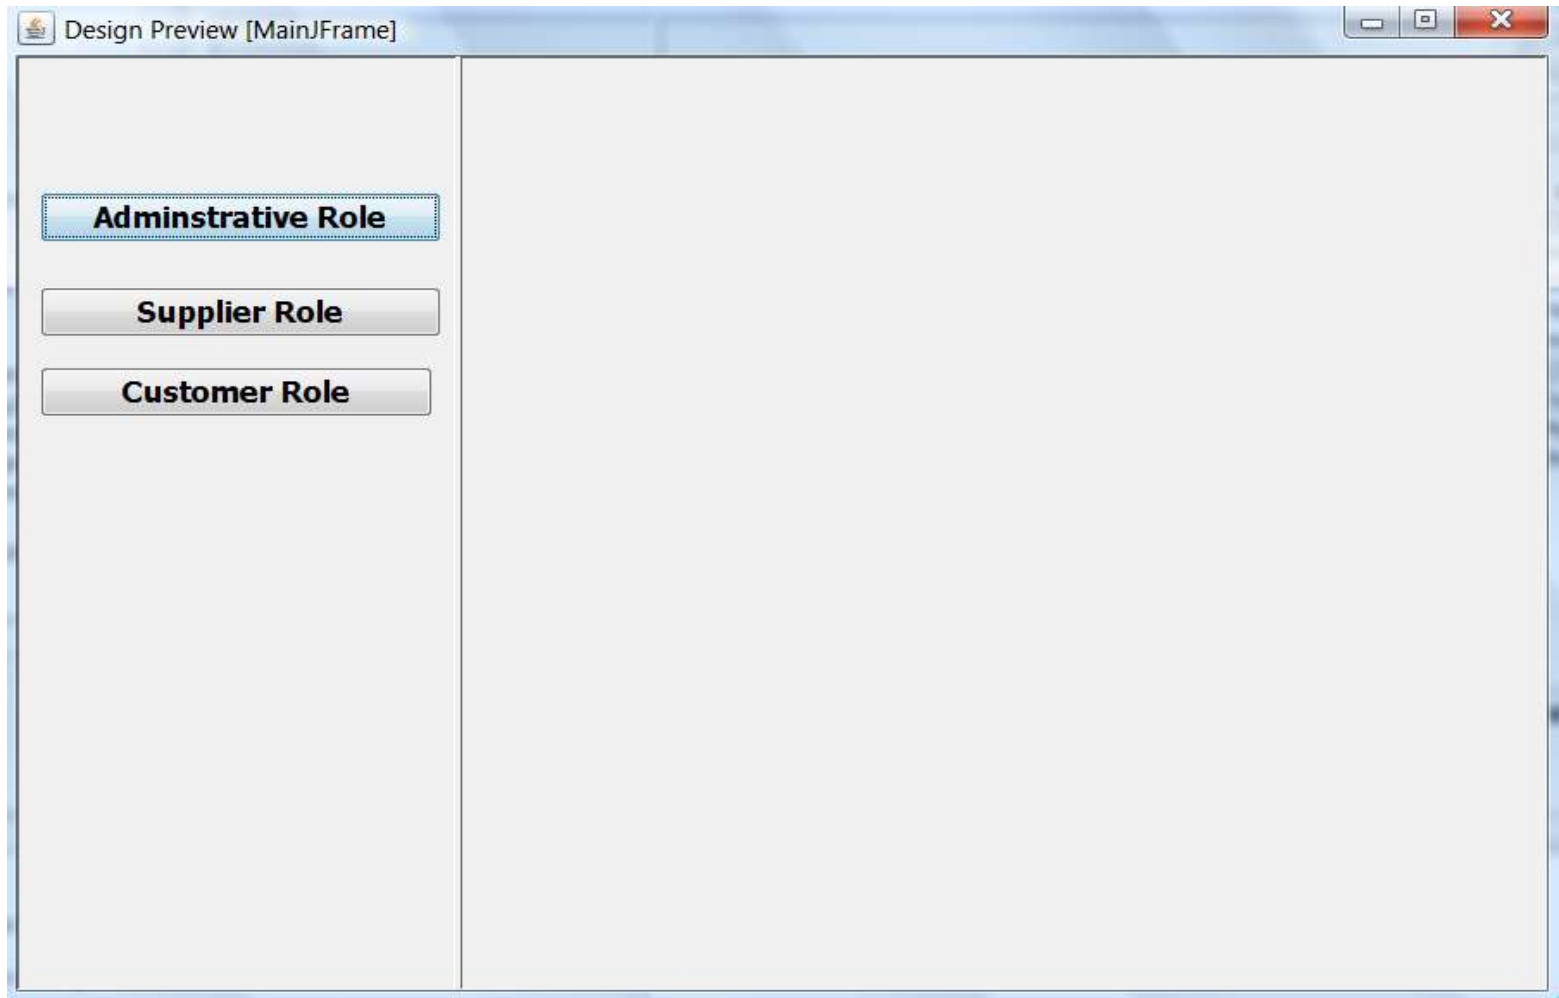 Design Preview [MainJFrame]
Adminstrative Role
Supplier Role
Customer Role